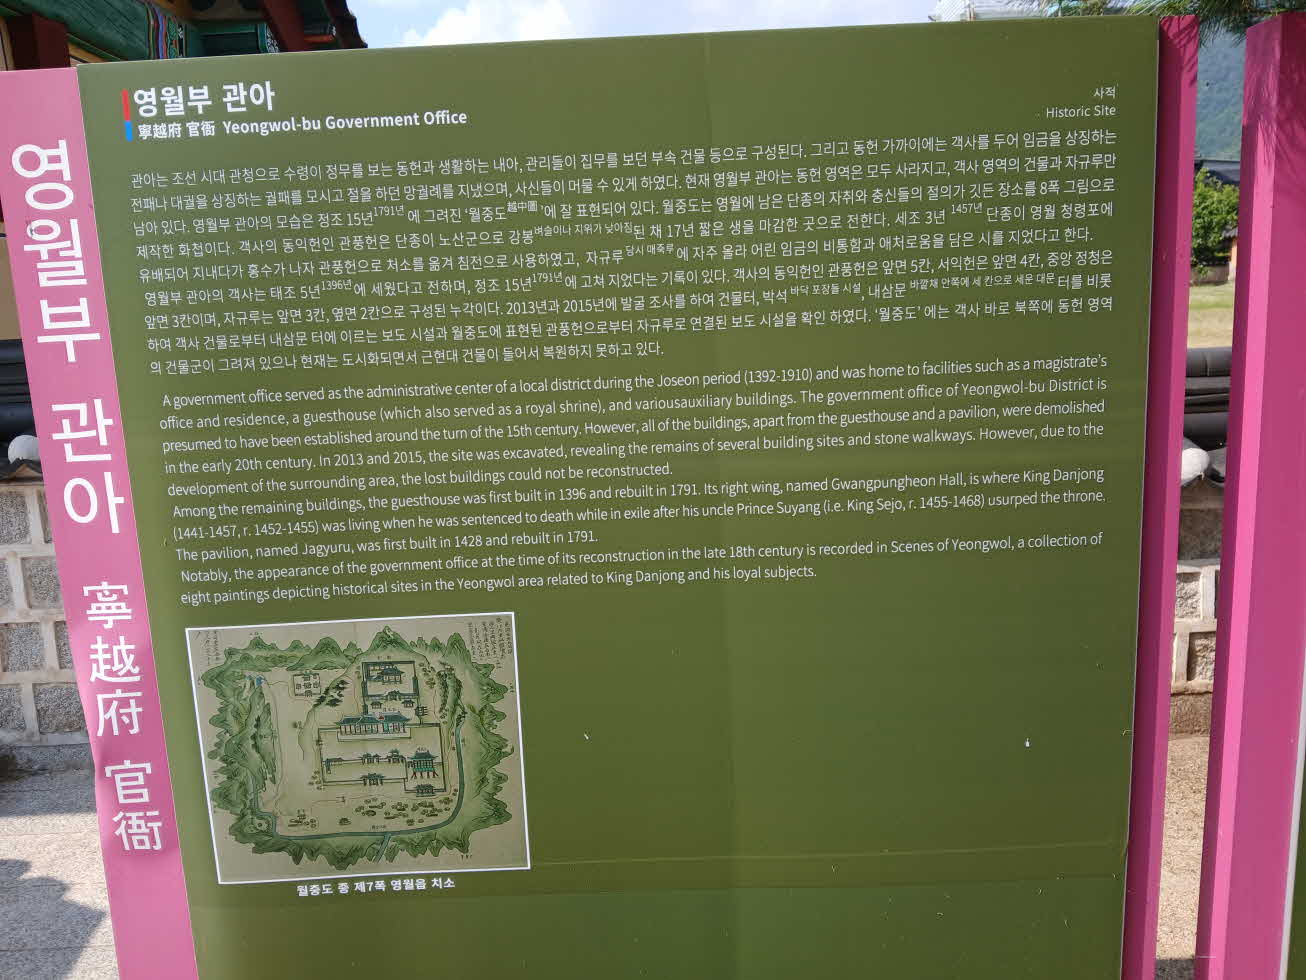 영월부 관아
寧越府 官衙 Yeongwol-bu Government Office
사적
Historic Site
관아는 조선 시대 관청으로 수령이 정무를 보는 동헌과 생활하는 내아, 관리들이 집무를 보던 부속 건물 등으로 구성된다. 그리고 동헌 가까이에는 객사를 두어 임금을 상징하는
전패나 대궐을 상징하는 궐패를 모시고 절을 하던 망궐례를 지냈으며, 사신들이 머물 수 있게 하였다. 현재 영월부 관아는 동헌 영역은 모두 사라지고, 객사 영역의 건물과 자규루만
남아 있다. 영월부 관아의 모습은 정조 15년1791년에 그려진 ‘월중도越中圖’에 잘 표현되어 있다. 월중도는 영월에 남은 단종의 자취와 충신들의 절의가 깃든 장소를 8폭 그림으로
제작한 화첩이다. 객사의 동익헌인 관풍헌은 단종이 노산군으로 강봉벼슬이나 지위가 낮아짐된 채 17년 짧은 생을 마감한 곳으로 전한다. 세조 3년 1457년 단종이 영월 청령포에
유배되어 지내다가 홍수가 나자 관풍헌으로 처소를 옮겨 침전으로 사용하였고, 자규루당시 매죽루에 자주 올라 어린 임금의 비통함과 애처로움을 담은 시를 지었다고 한다.
영월부 관아의 객사는 태조 5년1396년에 세웠다고 전하며, 정조 15년1791년에 고쳐 지었다는 기록이 있다. 객사의 동익헌인 관풍헌은 앞면 5칸, 서익헌은 앞면 4칸, 중앙 정청은
앞면 3칸이며, 자규루는 앞면 3칸, 옆면 2칸으로 구성된 누각이다. 2013년과 2015년에 발굴 조사를 하여 건물터, 박석바닥 포장돌 시설, 내삼문바깥채 안쪽에 세 칸으로 세운 대문 터를 비롯
하여 객사 건물로부터 내삼문 터에 이르는 보도 시설과 월중도에 표현된 관풍헌으로부터 자규루로 연결된 보도 시설을 확인 하였다. ‘월중도’ 에는 객사 바로 북쪽에 동헌 영역
의 건물군이 그려져 있으나 현재는 도시화되면서 근현대 건물이 들어서 복원하지 못하고 있다.
A government office served as the administrative center of a local district during the Joseon period (1392-1910) and was home to facilities such as a magistrate’s
office and residence, a guesthouse (which also served as a royal shrine), and variousauxiliary buildings. The government office of Yeongwol-bu District is
presumed to have been established around the turn of the 15th century. However, all of the buildings, apart from the guesthouse and a pavilion, were demolished
in the early 20th century. In 2013 and 2015, the site was excavated, revealing the remains of several building sites and stone walkways. However, due to the
development of the surrounding area, the lost buildings could not be reconstructed.
Among the remaining buildings, the guesthouse was first built in 1396 and rebuilt in 1791. Its right wing, named Gwangpungheon Hall, is where King Danjong
(1441-1457, r. 1452-1455) was living when he was sentenced to death while in exile after his uncle Prince Suyang (i.e. King Sejo, r. 1455-1468) usurped the throne.
The pavilion, named Jagyuru, was first built in 1428 and rebuilt in 1791.
Notably, the appearance of the government office at the time of its reconstruction in the late 18th century is recorded in Scenes of Yeongwol, a collection of
eight paintings depicting historical sites in the Yeongwol area related to King Danjong and his loyal subjects.
월중도 중 제7폭 영월읍 치소
영월부 관아 寧越府 官衙